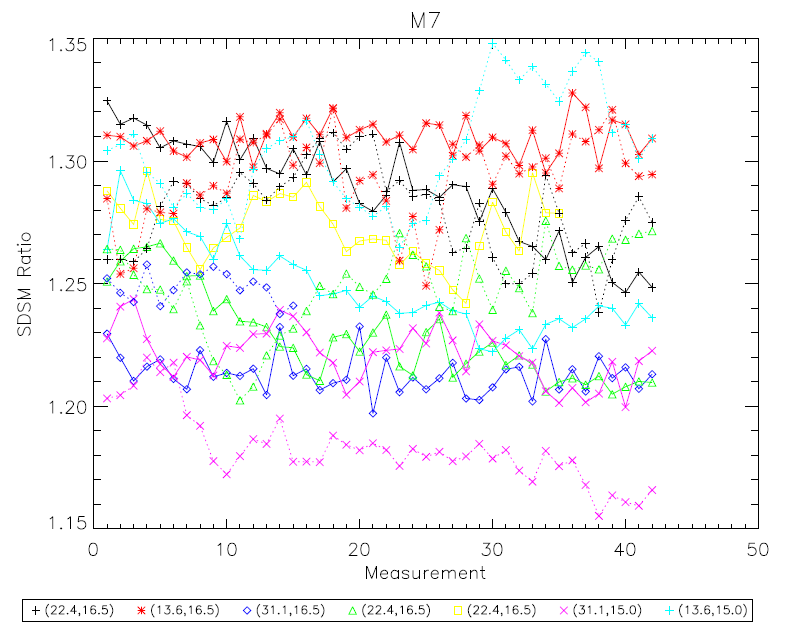 M7
1.35
1.30
1.25
1.20
1.15
SDSM Ratio
0 10 20 30 40 50
Measurement
(22.4,16.5) (13.6,16.5) (31.1,16.5) (22.4,16.5) (22.4,16.5) (31.1,15.0) (13.6,15.0)